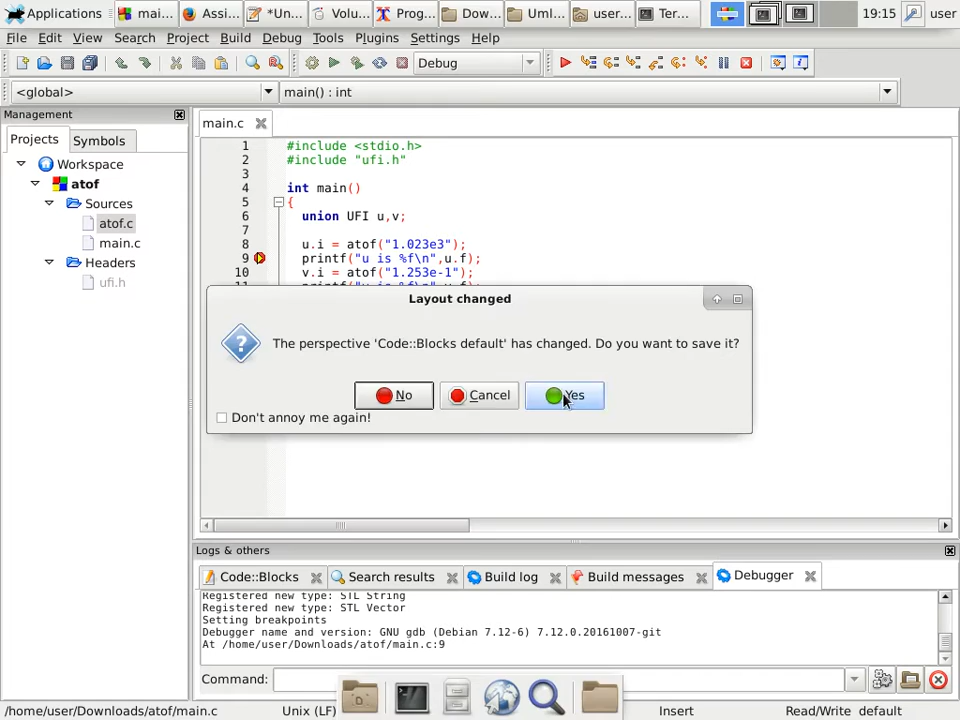 Applications mai... Assi... *Un... Volu... Prog... Dow... Uml... user... Ter... 19:15 user
File Edit View Search Project Build Debug Tools Plugins Settings Help
Debug
<global> main() : int
Management
main.c
Projects Symbols
Workspace
atof
Sources
atof.c
main.c
Headers
ufi.h
1 #include <stdio.h>
2 #include "ufi.h"
3
4 int main()
5 {
6 union UFI u,v;
7
8 u.i = atof("1.023e3");
9 printf("u is %f\n",u.f);
10 v.i = atof("1.253e-1");
Layout changed
The perspective 'Code::Blocks default' has changed. Do you want to save it?
No Cancel Yes
Don't annoy me again!
Logs & others
Code::Blocks Search results Build log Build messages Debugger
Registered new type: STL String
Registered new type: STL Vector
Setting breakpoints
Debugger name and version: GNU gdb (Debian 7.12-6) 7.12.0.20161007-git
At /home/user/Downloads/atof/main.c:9
Command:
/home/user/Downloads/atof/main.c Unix (LF) Insert Read/Write default